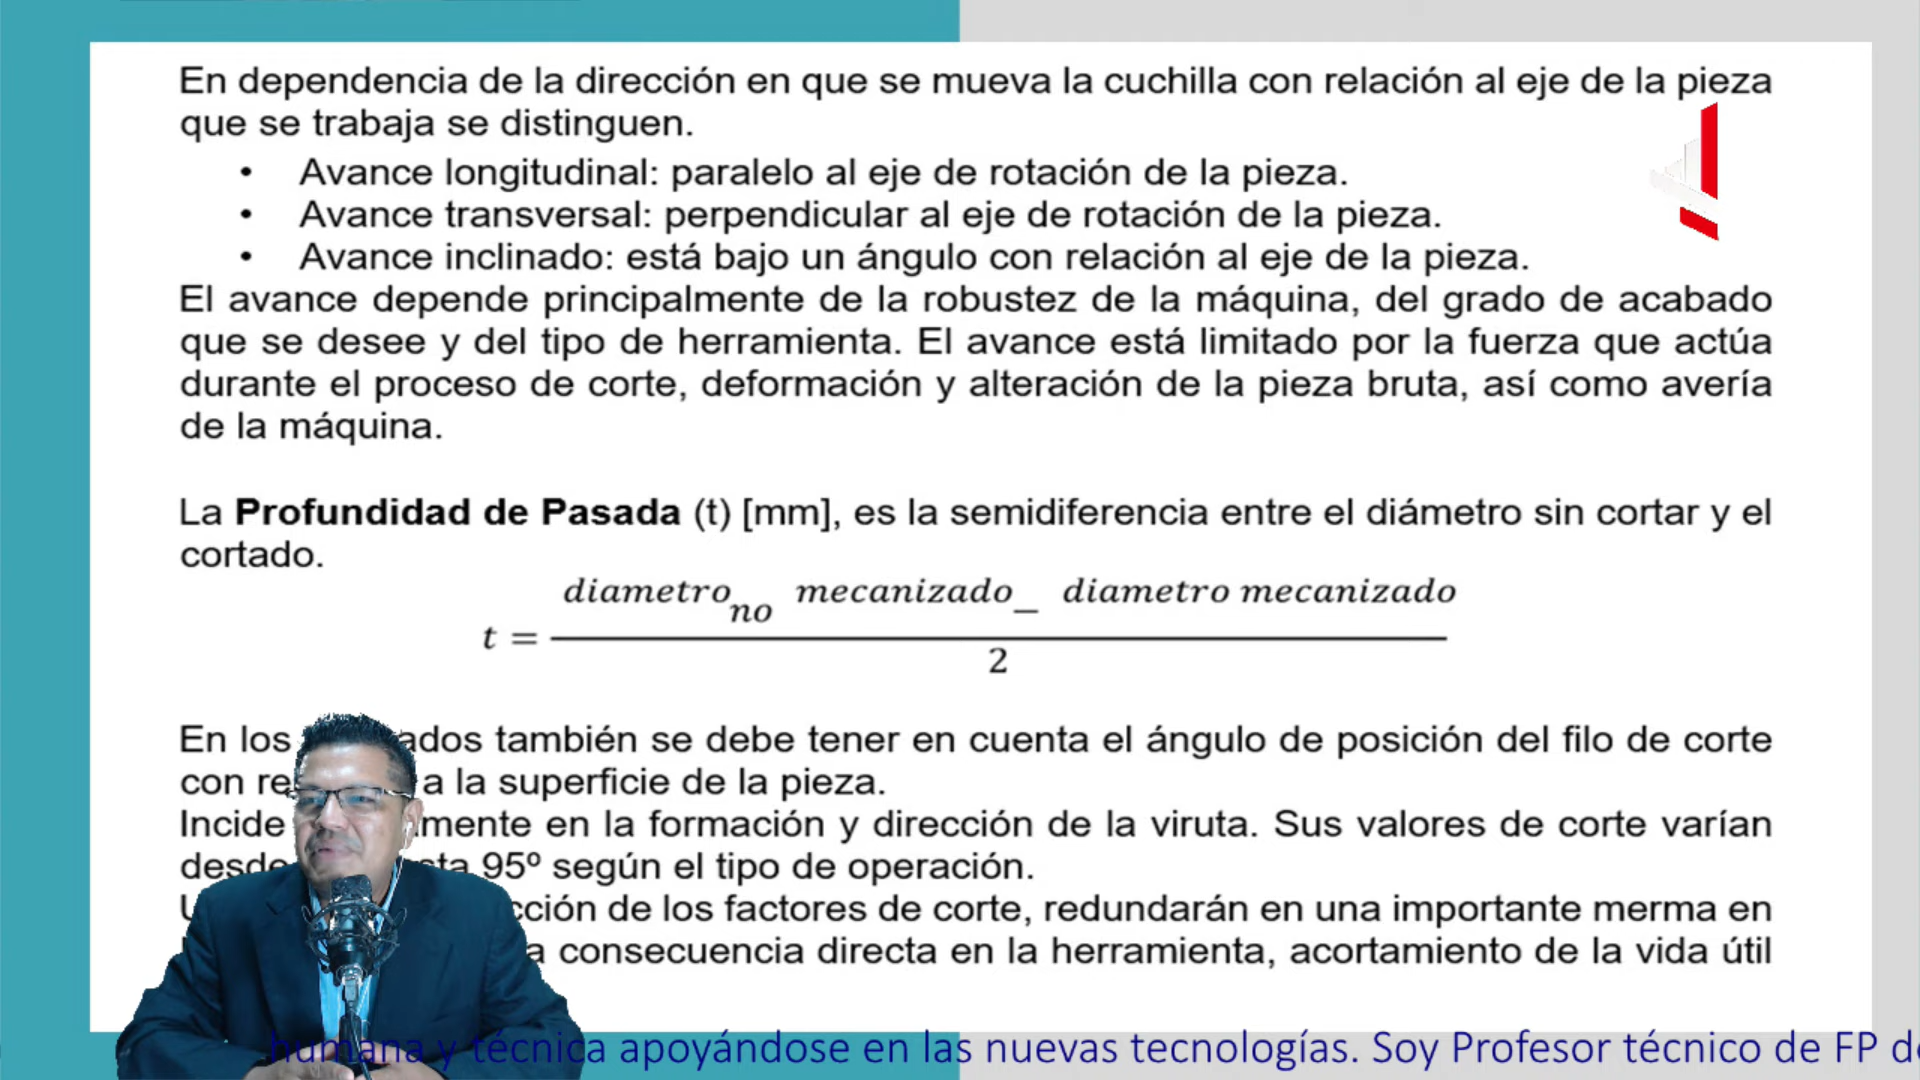 En dependencia de la dirección en que se mueva la cuchilla con relación al eje de la pieza
que se trabaja se distinguen.
• Avance longitudinal: paralelo al eje de rotación de la pieza.
• Avance transversal: perpendicular al eje de rotación de la pieza.
• Avance inclinado: está bajo un ángulo con relación al eje de la pieza.
El avance depende principalmente de la robustez de la máquina, del grado de acabado
que se desee y del tipo de herramienta. El avance está limitado por la fuerza que actúa
durante el proceso de corte, deformación y alteración de la pieza bruta, así como avería
de la máquina.
La Profundidad de Pasada (t) [mm], es la semidiferencia entre el diámetro sin cortar y el
cortado.
diametro no mecanizado_ diametro mecanizado
t =
2
En los ados también se debe tener en cuenta el ángulo de posición del filo de corte
con re a la superficie de la pieza.
Incide mente en la formación y dirección de la viruta. Sus valores de corte varían
desde 95º según el tipo de operación.
cción de los factores de corte, redundarán en una importante merma en
a consecuencia directa en la herramienta, acortamiento de la vida útil
humana y técnica apoyándose en las nuevas tecnologías. Soy Profesor técnico de FP d